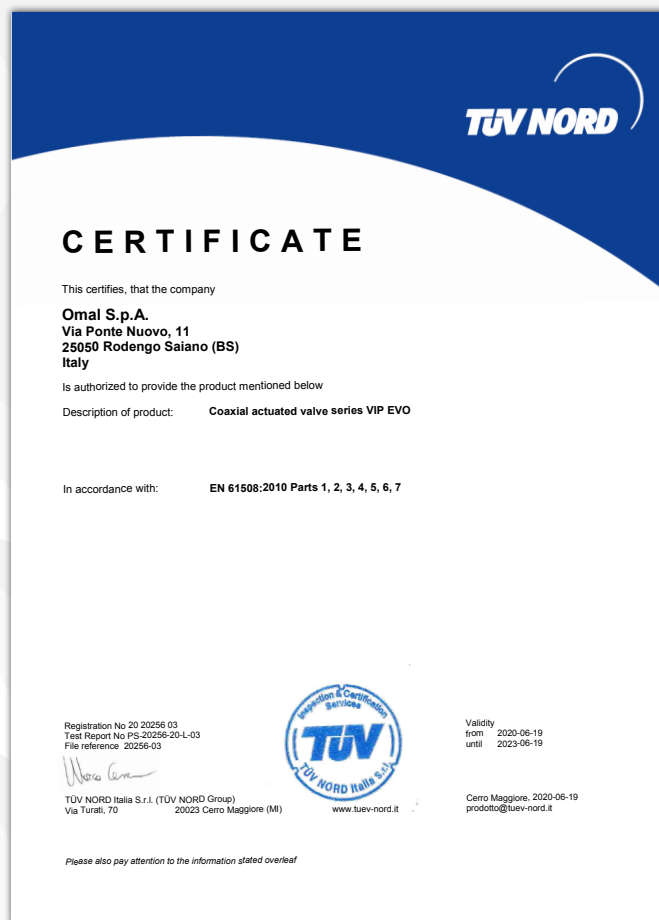 TÜV NORD
CERTIFICATE
This certifies, that the company
Omal S.p.A.
Via Ponte Nuovo, 11
25050 Rodengo Saiano (BS)
Italy
Is authorized to provide the product mentioned below
Description of product: Coaxial actuated valve series VIP EVO
In accordance with: EN 61508:2010 Parts 1, 2, 3, 4, 5, 6, 7
Registration No 20 20256 03
Test Report No PS-20256-20-L-03
File reference 20256-03
Inspection & Certification
Services
TÜV
TÜV NORD Italia S.r.l.
Validity
from 2020-06-19
until 2023-06-19
TÜV NORD Italia S.r.l. (TÜV NORD Group)
Via Turati, 70 20023 Cerro Maggiore (MI) www.tuev-nord.it
Cerro Maggiore, 2020-06-19
prodotto@tuev-nord.it
Please also pay attention to the information stated overleaf